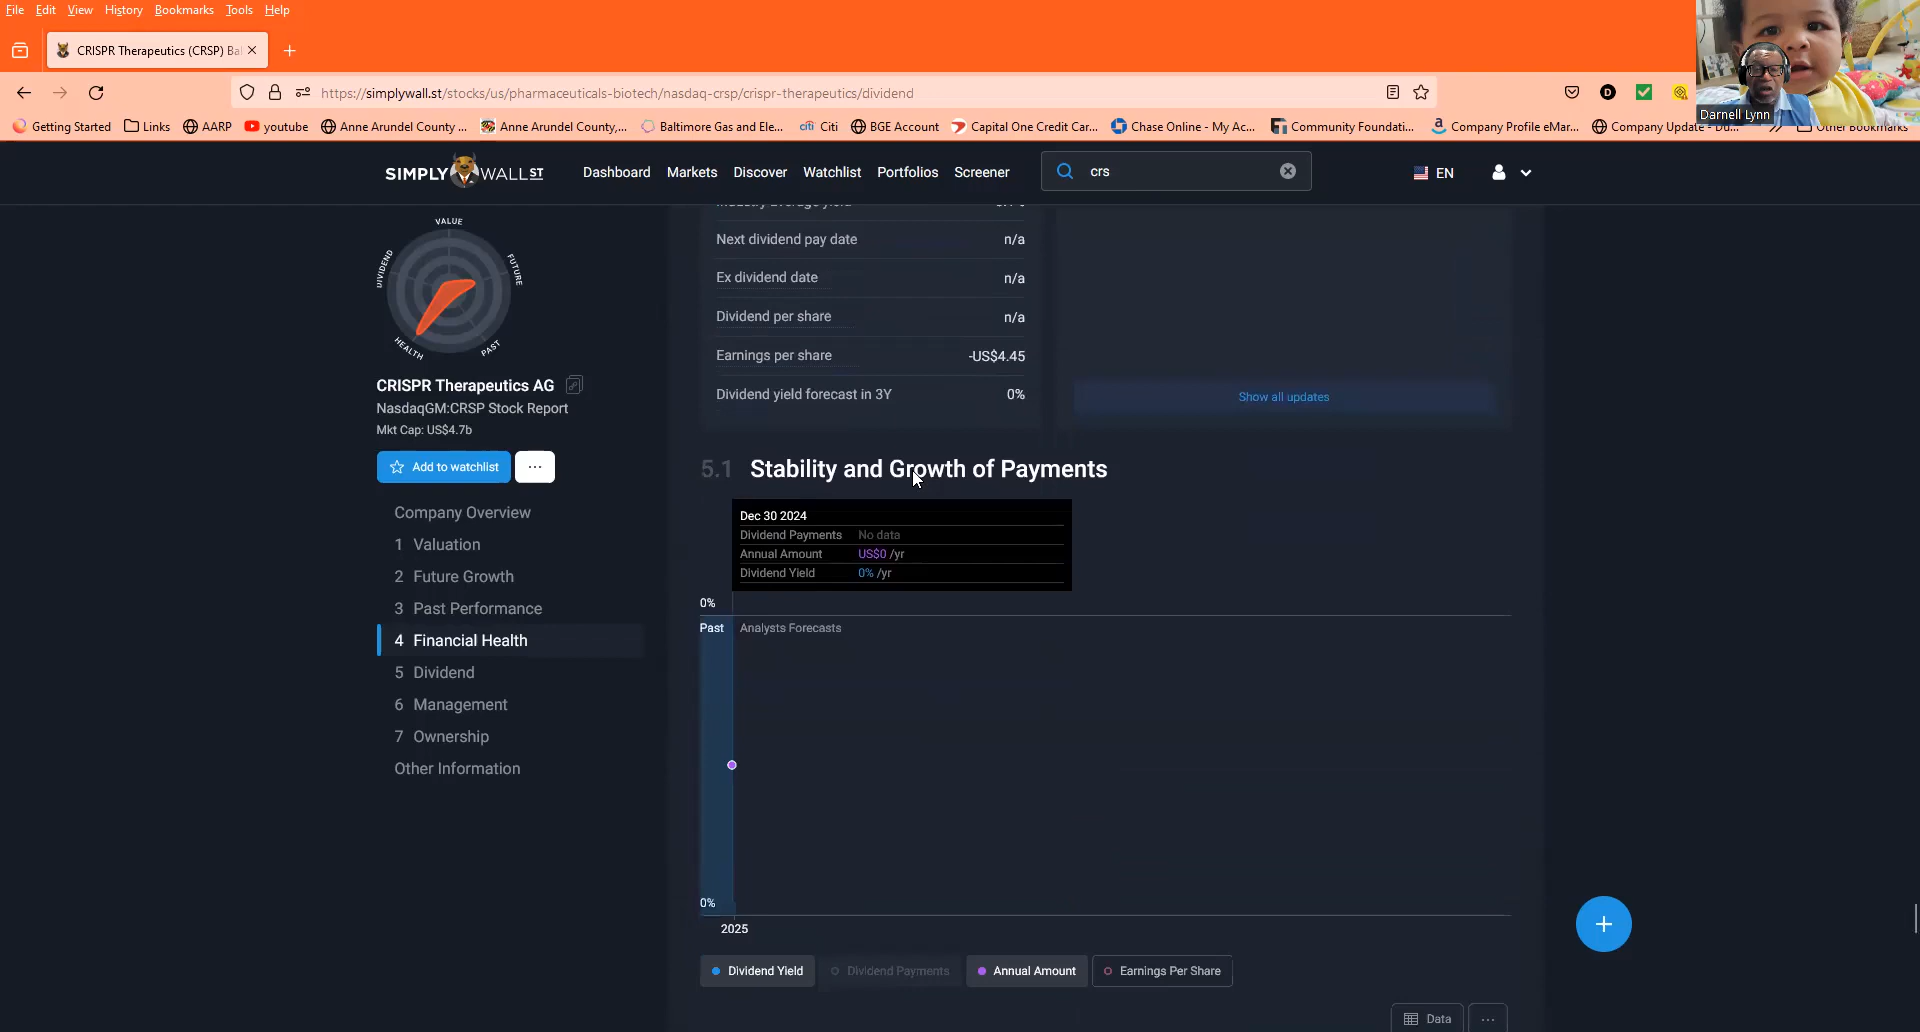 File Edit View History Bookmarks Tools Help
CRISPR Therapeutics (CRSP) Ba
https://simplywall.st/stocks/us/pharmaceuticals-biotech/nasdaq-crsp/crispr-therapeutics/dividend
D
Darnell Lynn
Getting Started Links AARP youtube Anne Arundel County ... Anne Arundel County,... Baltimore Gas and Ele... citi Citi BGE Account Capital One Credit Car... Chase Online - My Ac... Community Foundati... Company Profile eMar... Company Update - Du... Other Bookmarks
SIMPLY WALL ST Dashboard Markets Discover Watchlist Portfolios Screener crs EN
VALUE
FUTURE
PAST
HEALTH
DIVIDEND
CRISPR Therapeutics AG
NasdaqGM:CRSP Stock Report
Mkt Cap: US$4.7b
Add to watchlist ...
Company Overview
1 Valuation
2 Future Growth
3 Past Performance
4 Financial Health
5 Dividend
6 Management
7 Ownership
Other Information
Industry average yield
Next dividend pay date n/a
Ex dividend date n/a
Dividend per share n/a
Earnings per share -US$4.45
Dividend yield forecast in 3Y 0%
Show all updates
5.1 Stability and Growth of Payments
Dec 30 2024
Dividend Payments No data
Annual Amount US$0 /yr
Dividend Yield 0% /yr
0%
Past Analysts Forecasts
0%
2025
Dividend Yield Dividend Payments Annual Amount Earnings Per Share
Data ...